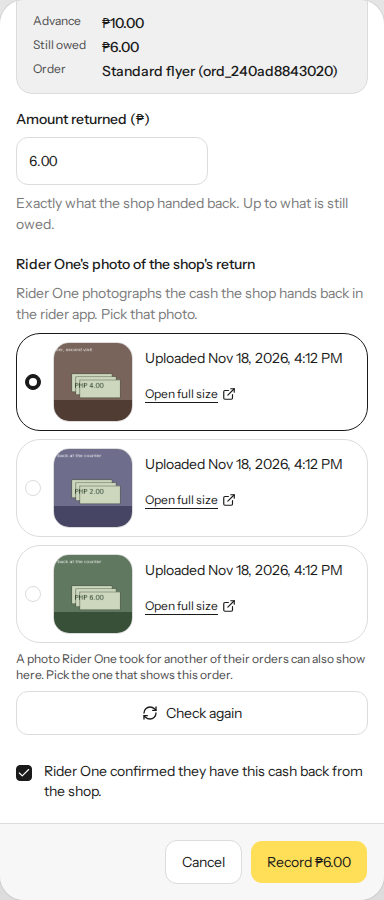 Advance ₱10.00
Still owed ₱6.00
Order Standard flyer (ord_240ad8843020)
Amount returned (₱)
6.00
Exactly what the shop handed back. Up to what is still
owed.
Rider One's photo of the shop's return
Rider One photographs the cash the shop hands back in
the rider app. Pick that photo.
second visit
PHP 4.00
Uploaded Nov 18, 2026, 4:12 PM
Open full size
back at the counter
PHP 2.00
Uploaded Nov 18, 2026, 4:12 PM
Open full size
back at the counter
PHP 6.00
Uploaded Nov 18, 2026, 4:12 PM
Open full size
A photo Rider One took for another of their orders can also show
here. Pick the one that shows this order.
Check again
Rider One confirmed they have this cash back from
the shop.
Cancel
Record ₱6.00